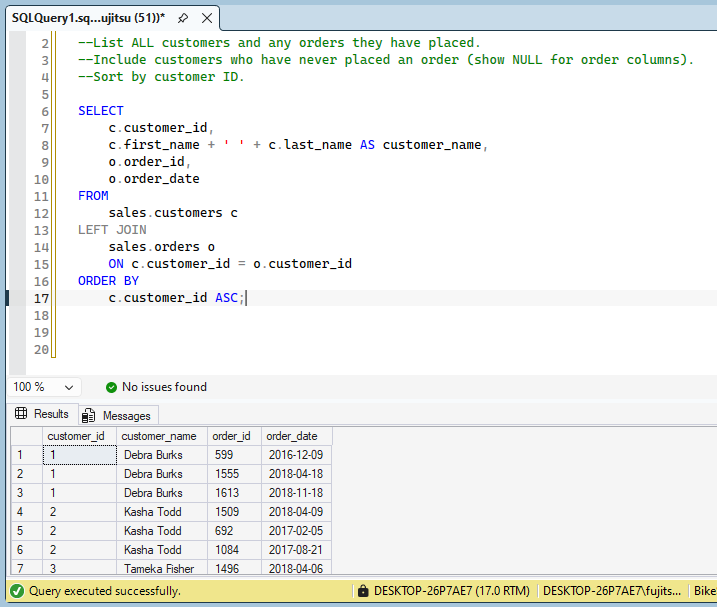 SQLQuery1.sq...ujitsu (51))*
2 --List ALL customers and any orders they have placed.
3 --Include customers who have never placed an order (show NULL for order columns).
4 --Sort by customer ID.
5
6 SELECT
7 c.customer_id,
8 c.first_name + ' ' + c.last_name AS customer_name,
9 o.order_id,
10 o.order_date
11 FROM
12 sales.customers c
13 LEFT JOIN
14 sales.orders o
15 ON c.customer_id = o.customer_id
16 ORDER BY
17 c.customer_id ASC;
18
19
20
100 % No issues found
Results Messages
customer_id customer_name order_id order_date
1 1 Debra Burks 599 2016-12-09
2 1 Debra Burks 1555 2018-04-18
3 1 Debra Burks 1613 2018-11-18
4 2 Kasha Todd 1509 2018-04-09
5 2 Kasha Todd 692 2017-02-05
6 2 Kasha Todd 1084 2017-08-21
7 3 Tameka Fisher 1496 2018-04-06
Query executed successfully. DESKTOP-26P7AE7 (17.0 RTM) DESKTOP-26P7AE7\fujits... Bike